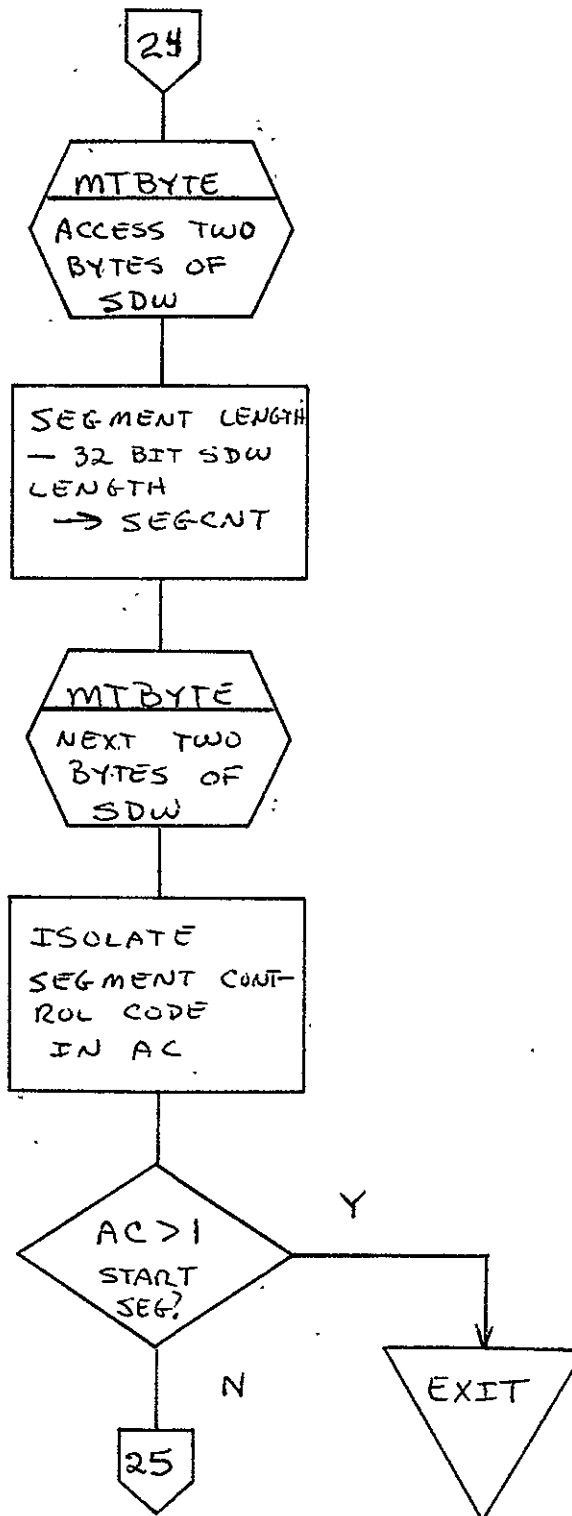 24
MTBYTE
ACCESS TWO
BYTES OF
SDW
SEGMENT LENGTH
— 32 BIT SDW
LENGTH
→ SEGCNT
MTBYTE
NEXT TWO
BYTES OF
SDW
ISOLATE
SEGMENT CONT-
ROL CODE
IN AC
AC > 1
START
SEG?
Y
N
EXIT
25